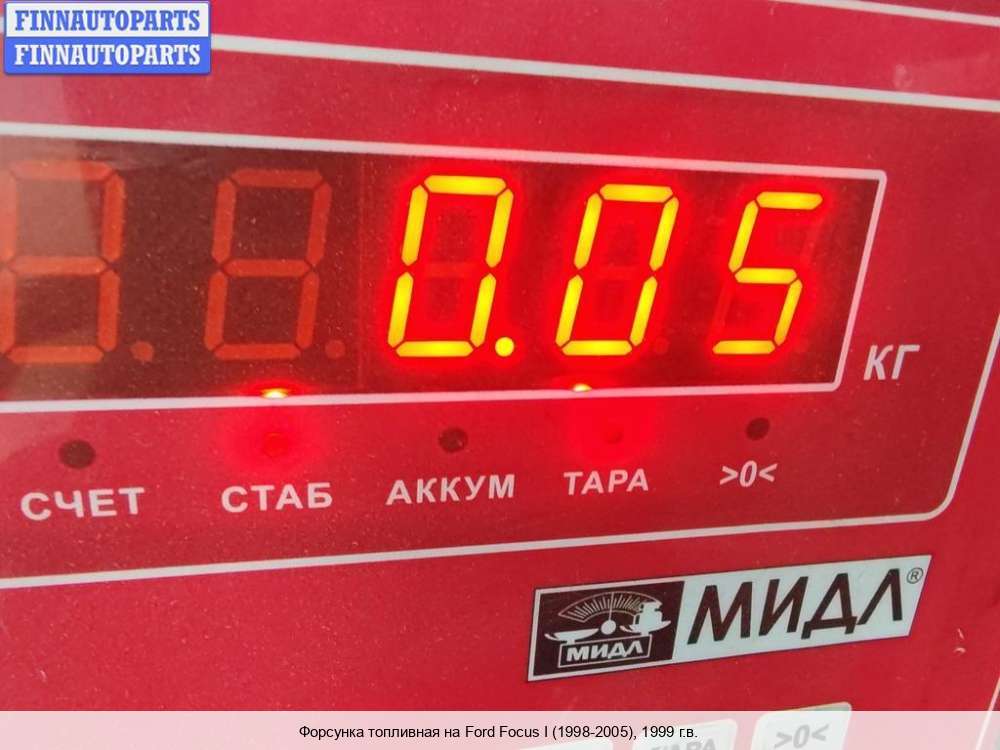 FINNAUTOPARTS
FINNAUTOPARTS
0.05
КГ
СЧЕТ СТАБ АККУМ ТАРА >0<
МИДЛ МИДЛ®
>0<
Форсунка топливная на Ford Focus I (1998-2005), 1999 г.в.